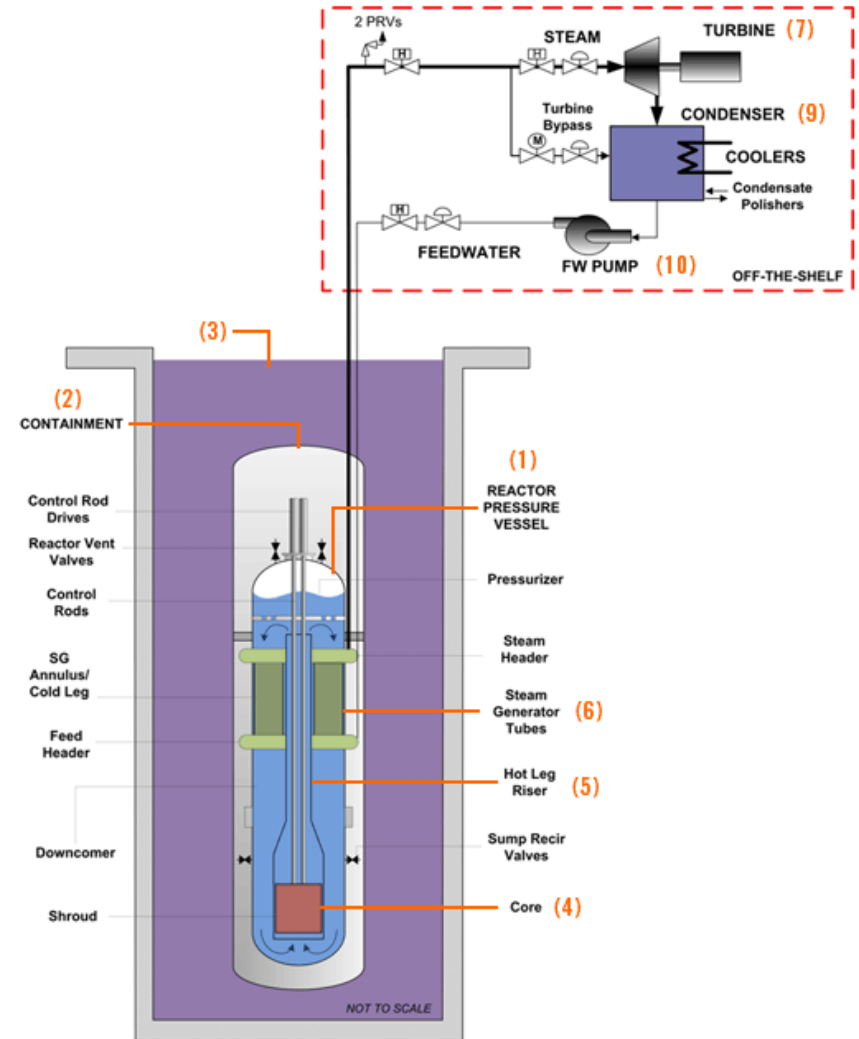 2 PRVs
H
STEAM
H
TURBINE (7)
Turbine
Bypass
M
CONDENSER (9)
COOLERS
Condensate
Polishers
H
FEEDWATER
FW PUMP (10)
OFF-THE-SHELF
(3)
(2)
CONTAINMENT
(1)
REACTOR
PRESSURE
VESSEL
Control Rod
Drives
Reactor Vent
Valves
Pressurizer
Control
Rods
Steam
Header
SG
Annulus/
Cold Leg
Steam
Generator (6)
Tubes
Feed
Header
Hot Leg
Riser (5)
Downcomer
Sump Recir
Valves
Shroud
Core (4)
NOT TO SCALE